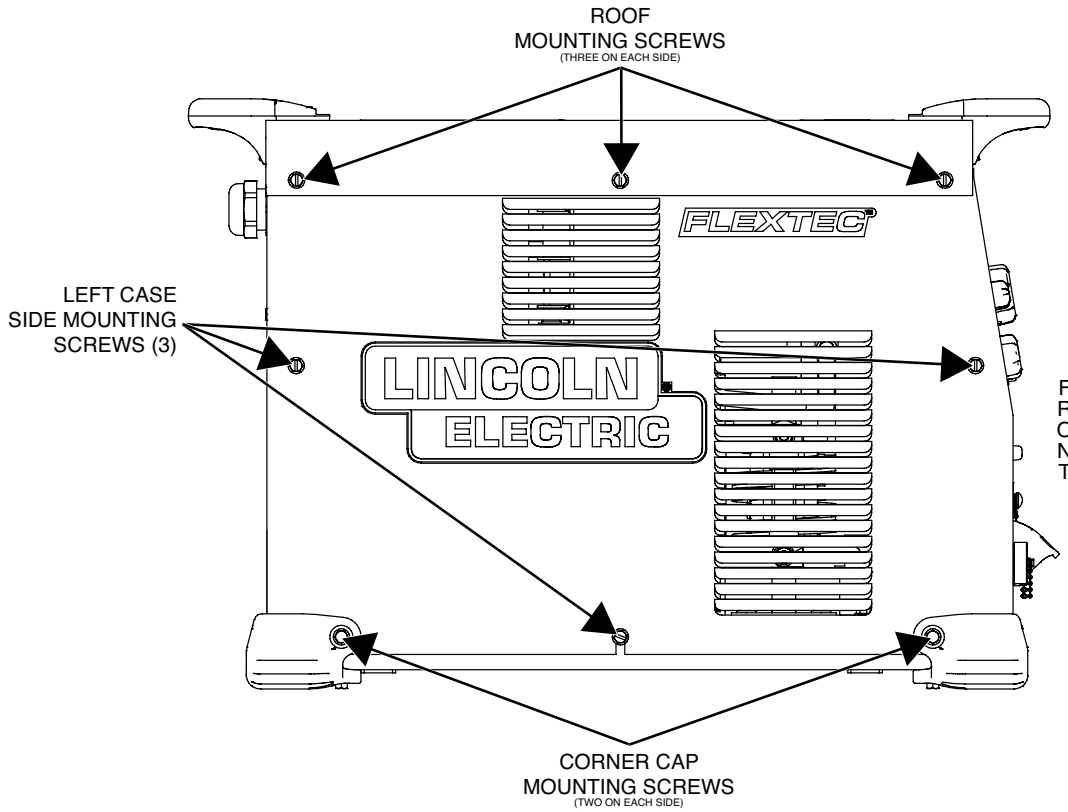 ROOF
MOUNTING SCREWS
(THREE ON EACH SIDE)
FLEXTEC
LEFT CASE
SIDE MOUNTING
SCREWS (3)
LINCOLN
ELECTRIC
F
R
C
N
T
CORNER CAP
MOUNTING SCREWS
(TWO ON EACH SIDE)